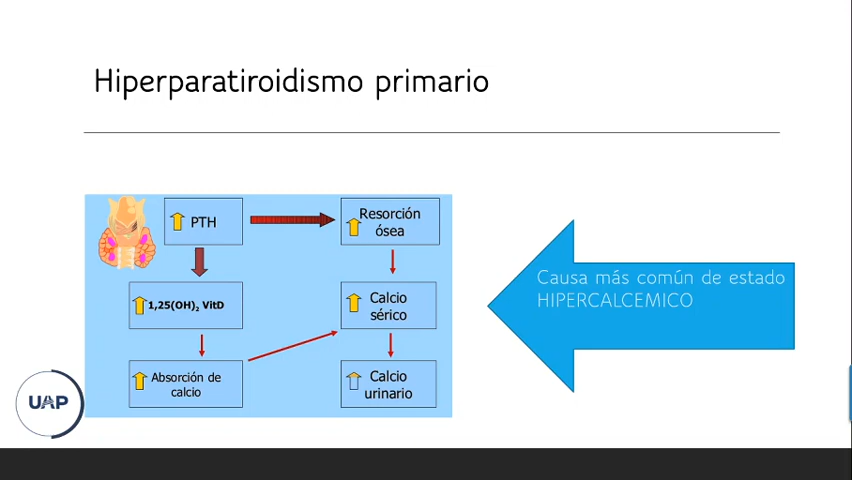 Hiperparatiroidismo primario
PTH
Resorción
ósea
1,25(OH)₂ VitD
Calcio
sérico
Absorción de
calcio
Calcio
urinario
Causa más común de estado
HIPERCALCEMICO
UAP